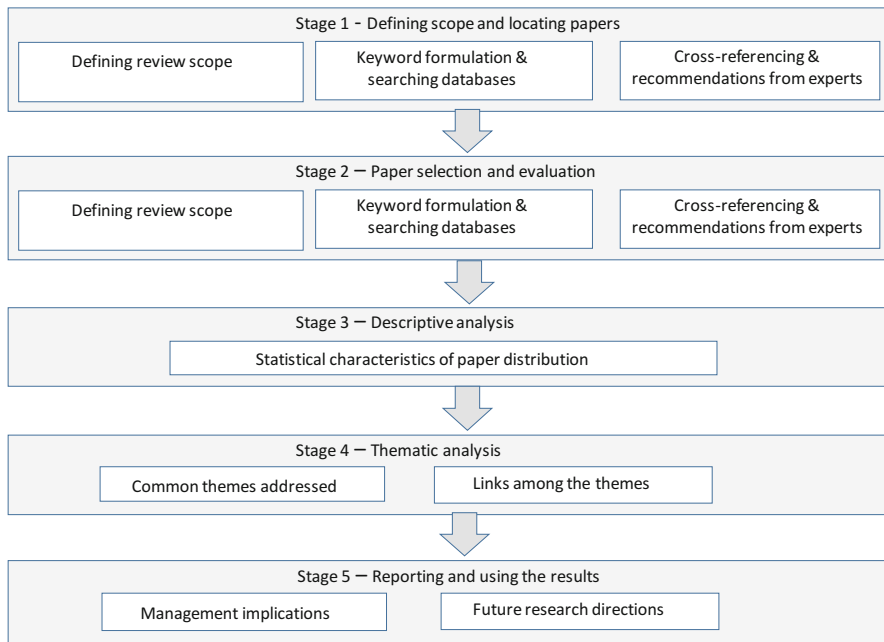 Stage 1 - Defining scope and locating papers
Defining review scope
Keyword formulation &
searching databases
Cross-referencing &
recommendations from experts
Stage 2 – Paper selection and evaluation
Defining review scope
Keyword formulation &
searching databases
Cross-referencing &
recommendations from experts
Stage 3 – Descriptive analysis
Statistical characteristics of paper distribution
Stage 4 – Thematic analysis
Common themes addressed
Links among the themes
Stage 5 – Reporting and using the results
Management implications
Future research directions